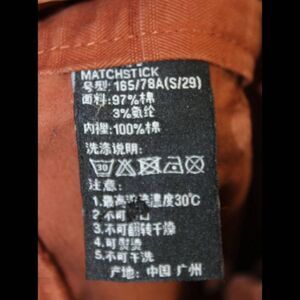 MATCHSTICK
号型:165/78A(S/29)
面料:97%棉
3%氨纶
内裡:100%棉
洗涤说明:
30
注意:
1.最高洗涤温度30℃
2.不可
3.不可翻转干燥
4.可熨烫
5.不可干洗
产地: 中国 广州